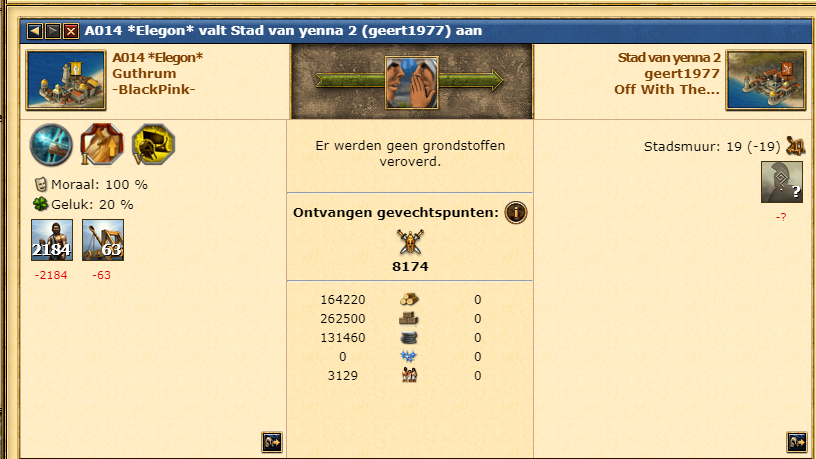 A014 *Elegon* valt Stad van yenna 2 (geert1977) aan
A014 *Elegon*
Guthrum
-BlackPink-
Stad van yenna 2
geert1977
Off With The...
Moraal: 100 %
Geluk: 20 %
2184 63
-2184 -63
Er werden geen grondstoffen
veroverd.
Ontvangen gevechtspunten:
8174
164220 0
262500 0
131460 0
0 0
3129 0
Stadsmuur: 19 (-19)
?
-?